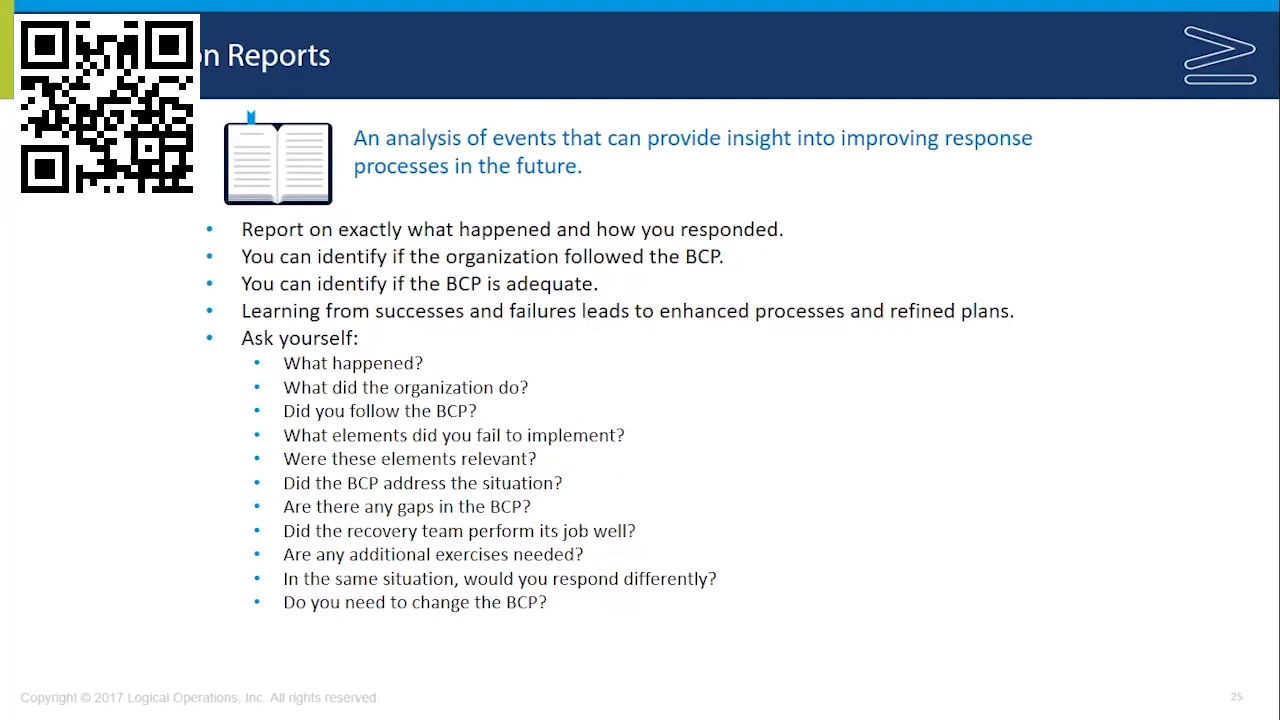 on Reports
An analysis of events that can provide insight into improving response
processes in the future.
• Report on exactly what happened and how you responded.
• You can identify if the organization followed the BCP.
• You can identify if the BCP is adequate.
• Learning from successes and failures leads to enhanced processes and refined plans.
• Ask yourself:
• What happened?
• What did the organization do?
• Did you follow the BCP?
• What elements did you fail to implement?
• Were these elements relevant?
• Did the BCP address the situation?
• Are there any gaps in the BCP?
• Did the recovery team perform its job well?
• Are any additional exercises needed?
• In the same situation, would you respond differently?
• Do you need to change the BCP?
Copyright © 2017 Logical Operations, Inc. All rights reserved.
25